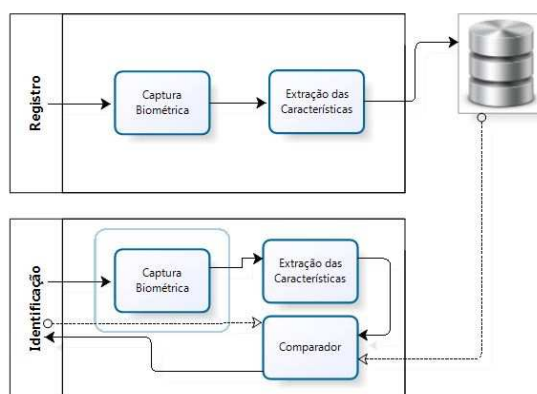 Registro
Captura
Biométrica
Extração das
Características
Identificação
Captura
Biométrica
Extração das
Características
Comparador